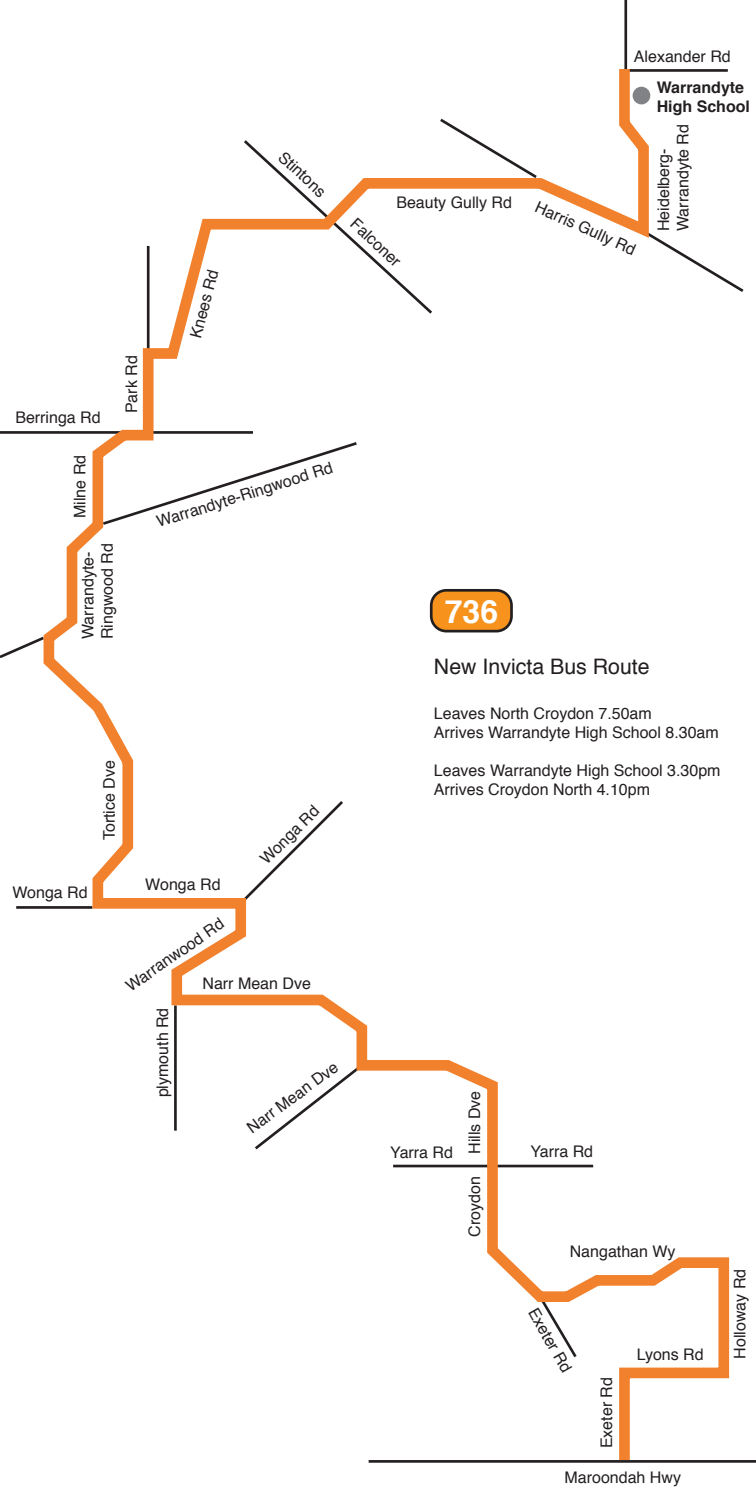 Alexander Rd
Warrandyte
High School
Heidelberg-
Warrandyte Rd
Stintons
Falconer
Beauty Gully Rd
Harris Gully Rd
Knees Rd
Park Rd
Berringa Rd
Milne Rd
Warrandyte-Ringwood Rd
Warrandyte-
Ringwood Rd
736
New Invicta Bus Route
Leaves North Croydon 7.50am
Arrives Warrandyte High School 8.30am
Leaves Warrandyte High School 3.30pm
Arrives Croydon North 4.10pm
Tortice Dve
Wonga Rd
Wonga Rd
Wonga Rd
Warranwood Rd
Narr Mean Dve
plymouth Rd
Narr Mean Dve
Croydon Hills Dve
Yarra Rd
Yarra Rd
Nangathan Wy
Exeter Rd
Holloway Rd
Lyons Rd
Exeter Rd
Maroondah Hwy